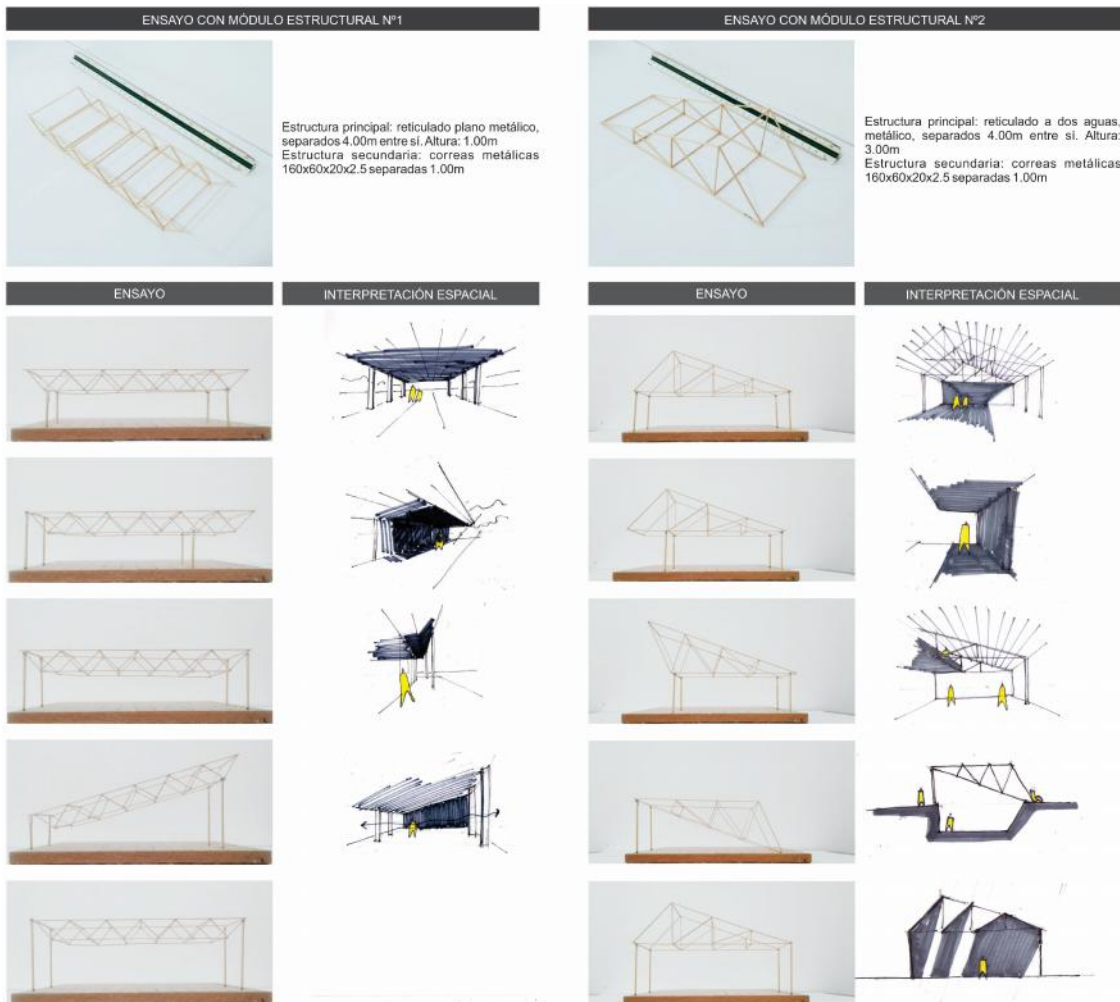 ENSAYO CON MÓDULO ESTRUCTURAL Nº1
Estructura principal: reticulado plano metálico,
separados 4.00m entre sí. Altura: 1.00m
Estructura secundaria: correas metálicas
160x60x20x2.5 separadas 1.00m
ENSAYO
INTERPRETACIÓN ESPACIAL
ENSAYO CON MÓDULO ESTRUCTURAL Nº2
Estructura principal: reticulado a dos aguas,
metálico, separados 4.00m entre sí. Altura:
3.00m
Estructura secundaria: correas metálicas
160x60x20x2.5 separadas 1.00m
ENSAYO
INTERPRETACIÓN ESPACIAL